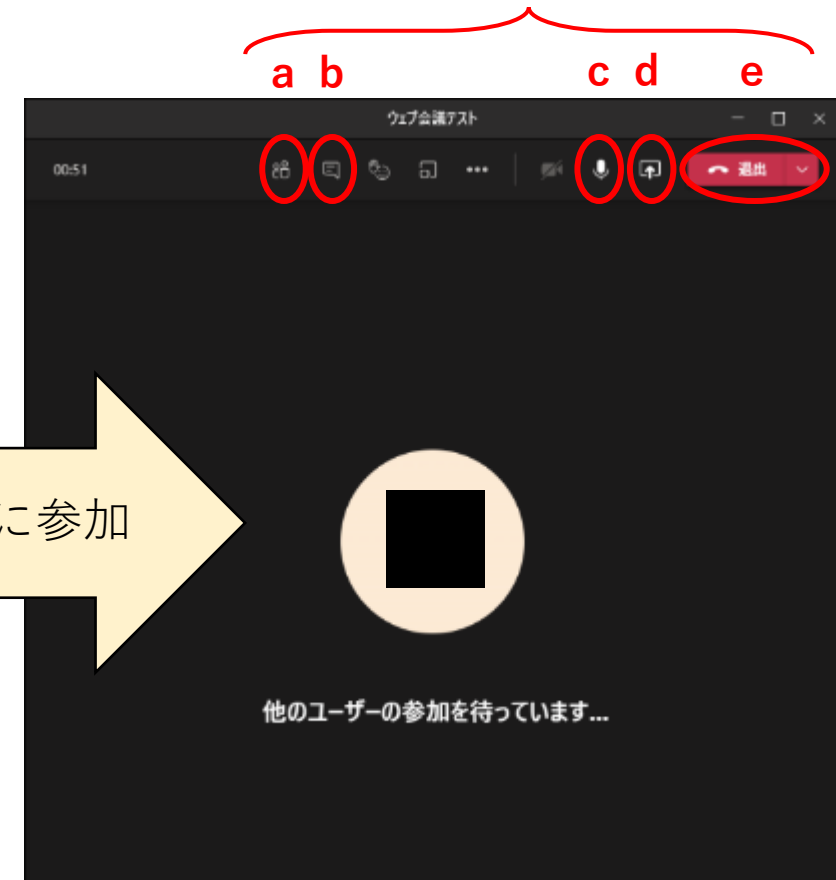 a b c d e
ウェブ会議テスト
00:51
退出
に参加
他のユーザーの参加を待っています...